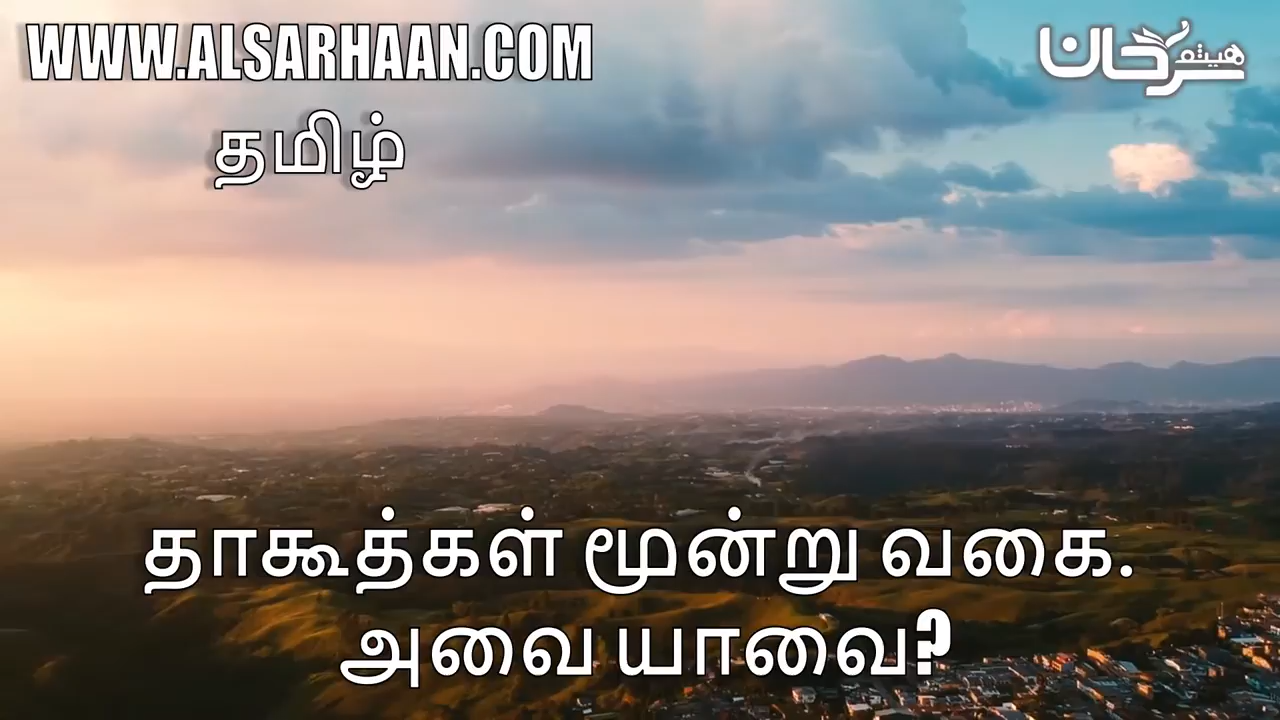 WWW.ALSARHAAN.COM
هيثم سرحان
தமிழ்
தாகூத்கள் மூன்று வகை.
அவை யாவை?